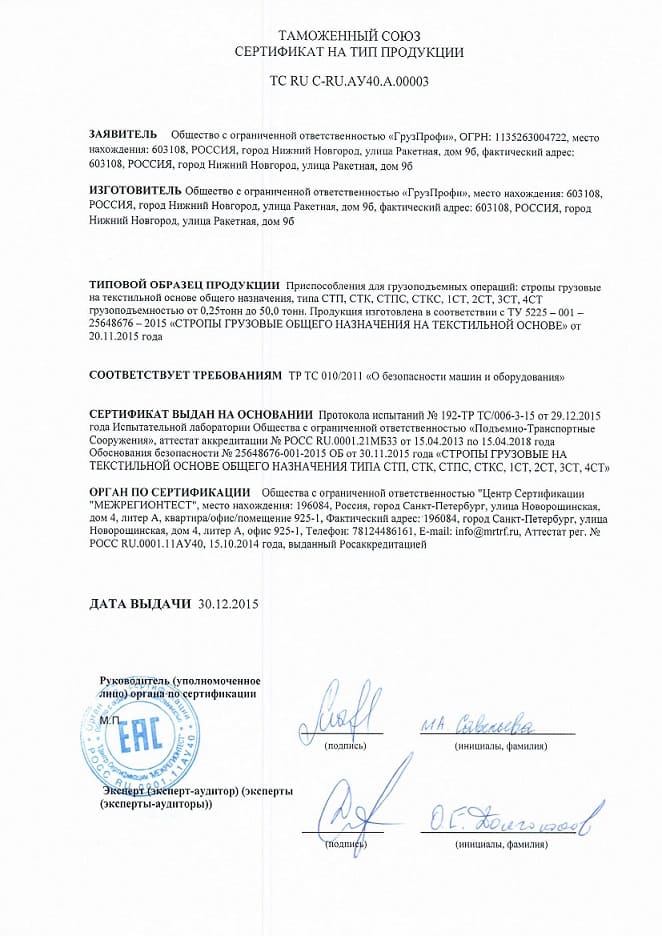 ТАМОЖЕННЫЙ СОЮЗ
СЕРТИФИКАТ НА ТИП ПРОДУКЦИИ
ТС RU C-RU.АУ40.А.00003
ЗАЯВИТЕЛЬ Общество с ограниченной ответственностью «ГрузПрофи», ОГРН: 1135263004722, место
нахождения: 603108, РОССИЯ, город Нижний Новгород, улица Ракетная, дом 9б, фактический адрес:
603108, РОССИЯ, город Нижний Новгород, улица Ракетная, дом 9б
ИЗГОТОВИТЕЛЬ Общество с ограниченной ответственностью «ГрузПрофи», место нахождения: 603108,
РОССИЯ, город Нижний Новгород, улица Ракетная, дом 9б, фактический адрес: 603108, РОССИЯ, город
Нижний Новгород, улица Ракетная, дом 9б
ТИПОВОЙ ОБРАЗЕЦ ПРОДУКЦИИ Приспособления для грузоподъемных операций: стропы грузовые
на текстильной основе общего назначения, типа СТП, СТК, СТПС, СТКС, 1СТ, 2СТ, 3СТ, 4СТ
грузоподъемностью от 0,25тонн до 50,0 тонн. Продукция изготовлена в соответствии с ТУ 5225 – 001 –
25648676 – 2015 «СТРОПЫ ГРУЗОВЫЕ ОБЩЕГО НАЗНАЧЕНИЯ НА ТЕКСТИЛЬНОЙ ОСНОВЕ» от
20.11.2015 года
СООТВЕТСТВУЕТ ТРЕБОВАНИЯМ ТР ТС 010/2011 «О безопасности машин и оборудования»
СЕРТИФИКАТ ВЫДАН НА ОСНОВАНИИ Протокола испытаний № 192-ТР ТС/006-3-15 от 29.12.2015
года Испытательной лаборатории Общества с ограниченной ответственностью «Подъемно-Транспортные
Сооружения», аттестат аккредитации № РОСС RU.0001.21МБ33 от 15.04.2013 по 15.04.2018 года
Обоснования безопасности № 25648676-001-2015 ОБ от 30.11.2015 года «СТРОПЫ ГРУЗОВЫЕ НА
ТЕКСТИЛЬНОЙ ОСНОВЕ ОБЩЕГО НАЗНАЧЕНИЯ ТИПА СТП, СТК, СТПС, СТКС, 1СТ, 2СТ, 3СТ, 4СТ»
ОРГАН ПО СЕРТИФИКАЦИИ Общества с ограниченной ответственностью "Центр Сертификации
"МЕЖРЕГИОНТЕСТ", место нахождения: 196084, Россия, город Санкт-Петербург, улица Новорощинская,
дом 4, литер А, квартира/офис/помещение 925-1, Фактический адрес: 196084, город Санкт-Петербург, улица
Новорощинская, дом 4, литер А, офис 925-1, Телефон: 78124486161, E-mail: info@mrtrf.ru, Аттестат рег. №
РОСС RU.0001.11АУ40, 15.10.2014 года, выданный Росаккредитацией
ДАТА ВЫДАЧИ 30.12.2015
Руководитель (уполномоченное
лицо) органа по сертификации
М.П.
ЕАС
РОСС RU.0001.11АУ40
М.А.
(подпись) (инициалы, фамилия)
Эксперт (эксперт-аудитор) (эксперты
(эксперты-аудиторы))
О.Е.
(подпись) (инициалы, фамилия)